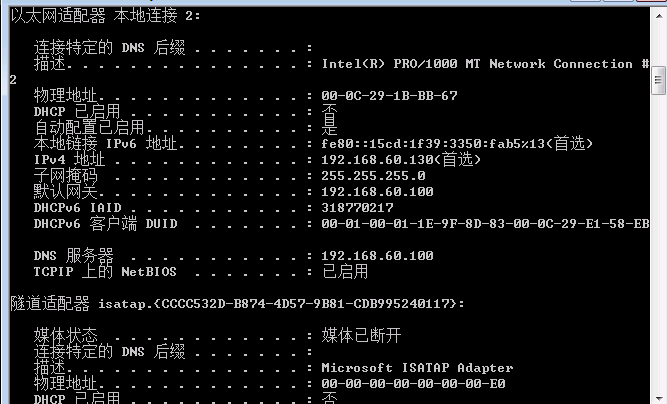 以太网适配器 本地连接 2:
连接特定的 DNS 后缀 . . . . . . . :
描述. . . . . . . . . . . . . . . : Intel(R) PRO/1000 MT Network Connection #
2
物理地址. . . . . . . . . . . . . : 00-0C-29-1B-BB-67
DHCP 已启用 . . . . . . . . . . . : 否
自动配置已启用. . . . . . . . . . : 是
本地链接 IPv6 地址. . . . . . . . : fe80::15cd:1f39:3350:fab5%13(首选)
IPv4 地址 . . . . . . . . . . . . : 192.168.60.130(首选)
子网掩码  . . . . . . . . . . . . : 255.255.255.0
默认网关. . . . . . . . . . . . . : 192.168.60.100
DHCPv6 IAID . . . . . . . . . . . : 318770217
DHCPv6 客户端 DUID  . . . . . . . : 00-01-00-01-1E-9F-8D-83-00-0C-29-E1-58-EB
DNS 服务器  . . . . . . . . . . . : 192.168.60.100
TCPIP 上的 NetBIOS  . . . . . . . : 已启用
隧道适配器 isatap.{CCCC532D-B874-4D57-9B81-CDB995240117}:
媒体状态  . . . . . . . . . . . . : 媒体已断开
连接特定的 DNS 后缀 . . . . . . . :
描述. . . . . . . . . . . . . . . : Microsoft ISATAP Adapter
物理地址. . . . . . . . . . . . . : 00-00-00-00-00-00-00-E0
DHCP 已启用 . . . . . . . . . . . : 否